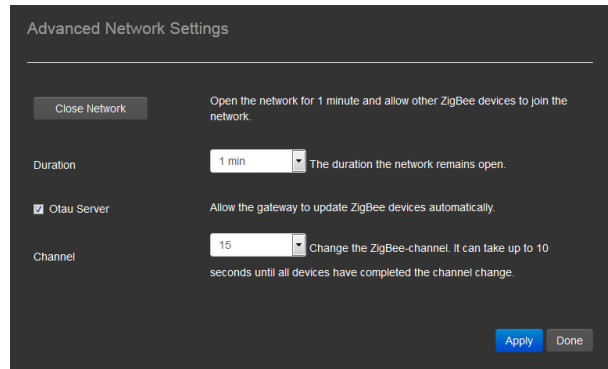 Advanced Network Settings
Close Network
Open the network for 1 minute and allow other ZigBee devices to join the
network.
Duration
1 min
The duration the network remains open.
Otau Server
Allow the gateway to update ZigBee devices automatically.
Channel
15
Change the ZigBee-channel. It can take up to 10
seconds until all devices have completed the channel change.
Apply
Done